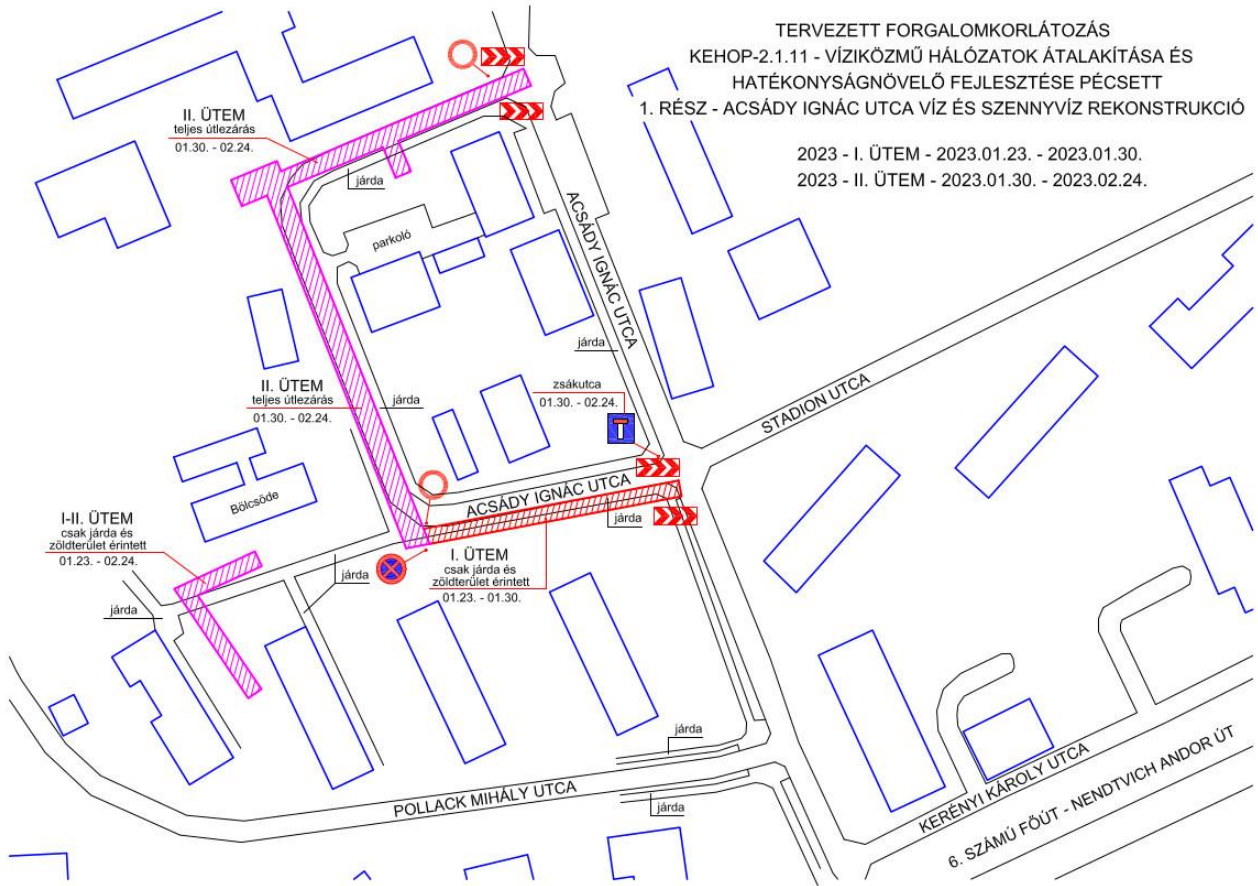 TERVEZETT FORGALOMKORLÁTOZÁS
KEHOP-2.1.11 - VÍZIKÖZMŰ HÁLÓZATOK ÁTALAKÍTÁSA ÉS
HATÉKONYSÁGNÖVELŐ FEJLESZTÉSE PÉCSETT
1. RÉSZ - ACSÁDY IGNÁC UTCA VÍZ ÉS SZENNYVÍZ REKONSTRUKCIÓ
2023 - I. ÜTEM - 2023.01.23. - 2023.01.30.
2023 - II. ÜTEM - 2023.01.30. - 2023.02.24.
II. ÜTEM
teljes útlezárás
01.30. - 02.24.
járda
parkoló
ACSÁDY IGNÁC UTCA
járda
II. ÜTEM
teljes útlezárás
01.30. - 02.24.
járda
zsákutca
01.30. - 02.24.
STADION UTCA
Bölcsöde
ACSÁDY IGNÁC UTCA
járda
I-II. ÜTEM
csak járda és
zöldterület érintett
01.23. - 02.24.
I. ÜTEM
csak járda és
zöldterület érintett
01.23. - 01.30.
járda
járda
járda
POLLACK MIHÁLY UTCA
járda
KERÉNYI KÁROLY UTCA
6. SZÁMÚ FŐÚT - NENDTVICH ANDOR ÚT